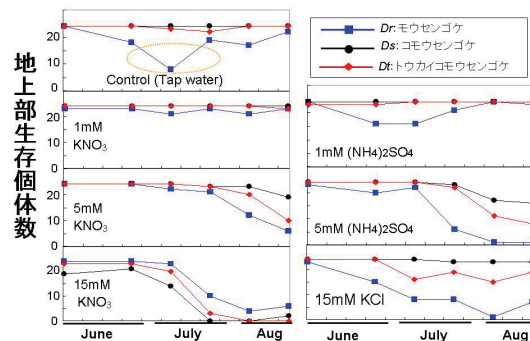 地上部生存個体数
20
10
0
Control (Tap water)
Dr:モウセンゴケ
Ds:コモウセンゴケ
Dt:トウカイコモウセンゴケ
20
10
0
1mM
KNO3
1mM (NH4)2SO4
20
10
0
5mM
KNO3
5mM (NH4)2SO4
20
10
0
15mM
KNO3
15mM KCl
June
July
Aug
June
July
Aug